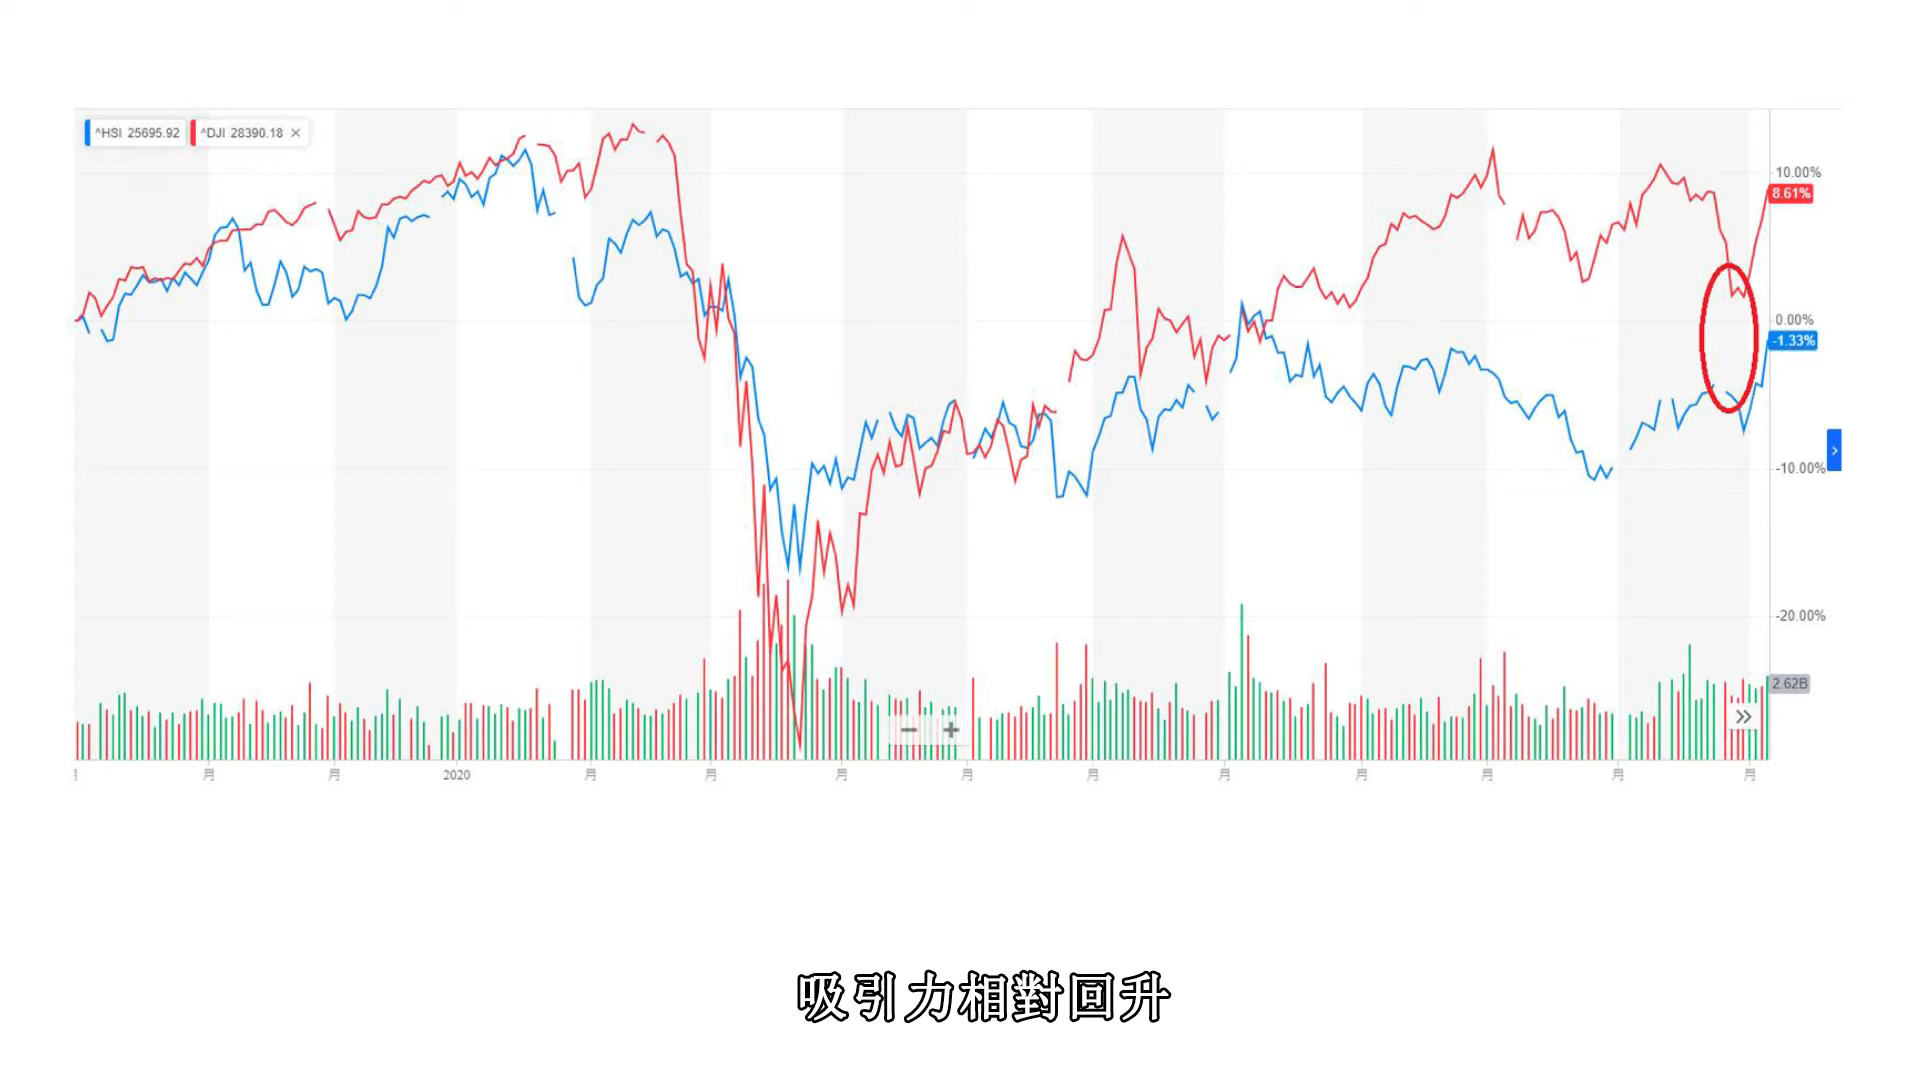 ^HSI 25695.92
^DJI 28390.18 ×
10.00%
8.61%
0.00%
-1.33%
-10.00%
-20.00%
2.62B
2020
月 月 月 月 月 月 月 月 月 月 月 月
吸引力相對回升